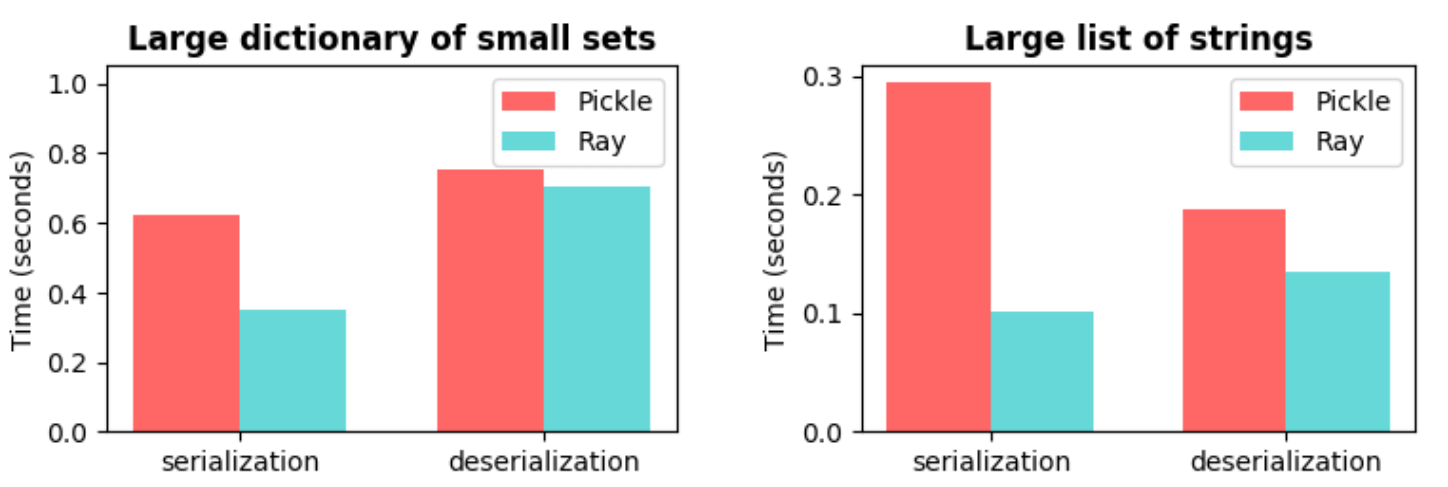 Large dictionary of small sets
1.0
0.8
0.6
0.4
0.2
0.0
Time (seconds)
Pickle
Ray
serialization
deserialization
Large list of strings
0.3
0.2
0.1
0.0
Time (seconds)
Pickle
Ray
serialization
deserialization